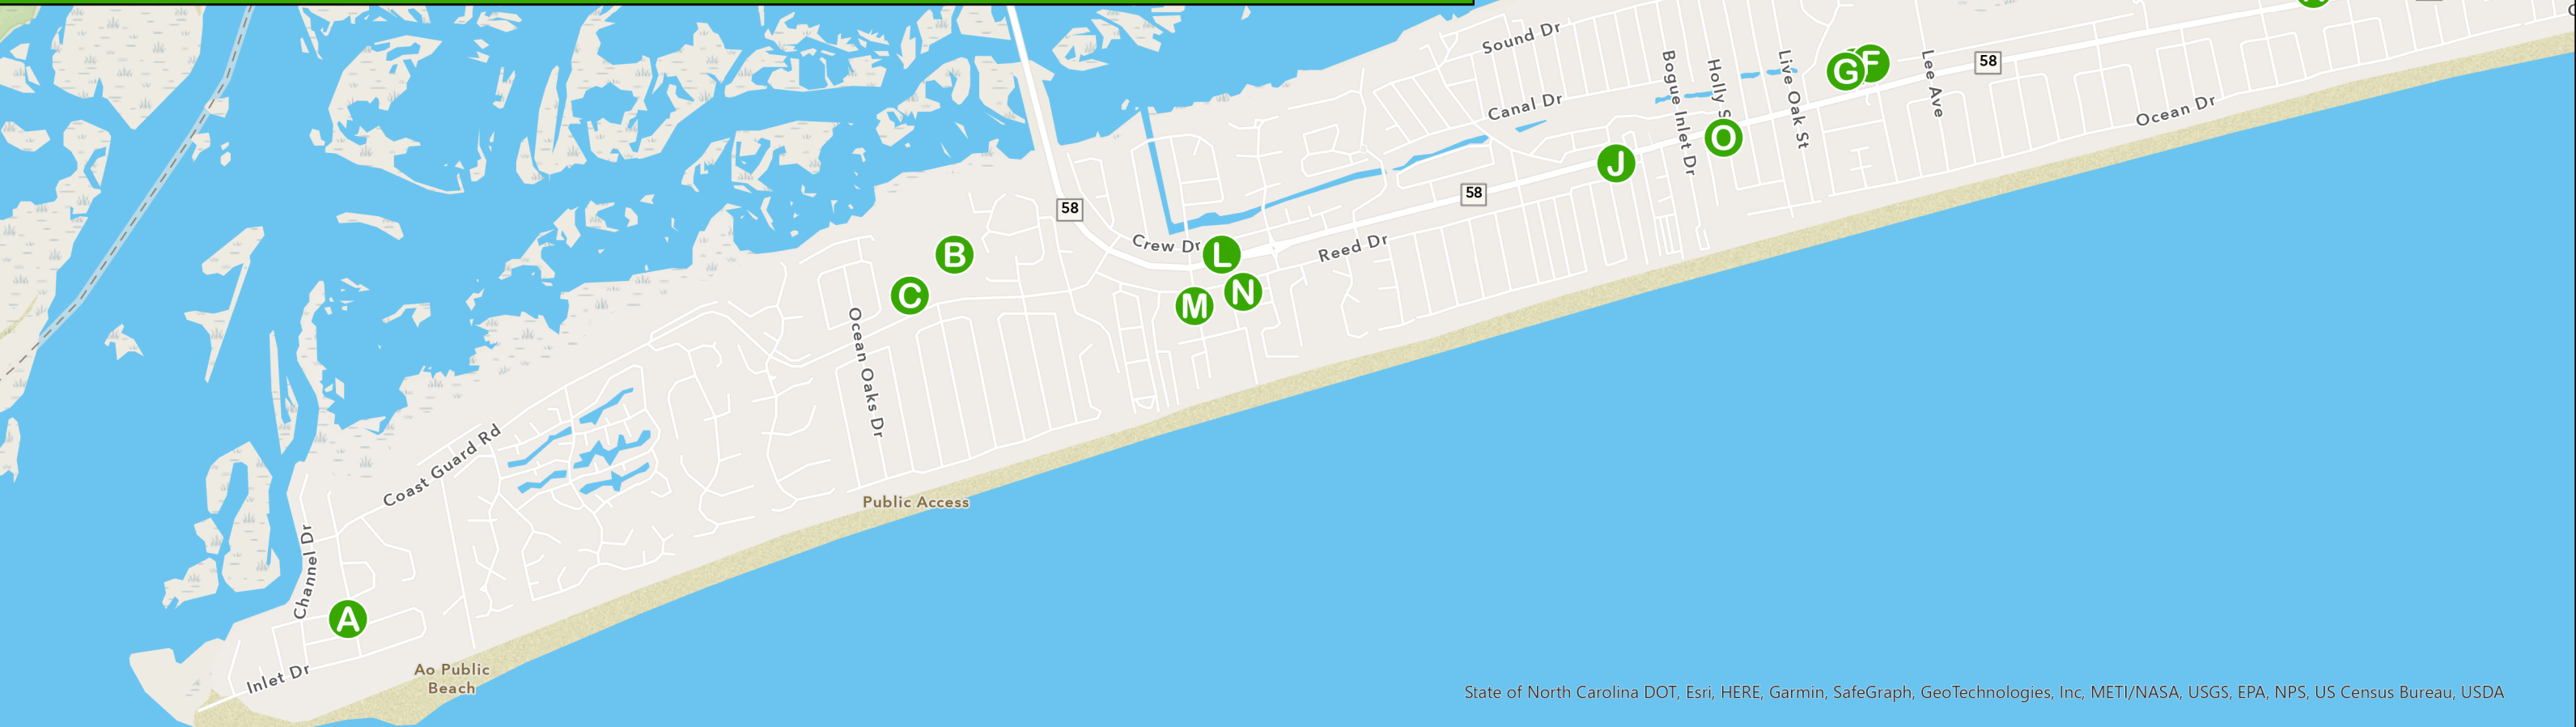 Sound Dr
Canal Dr
Bogue Inlet Dr
Holly S
Live Oak St
G
F
Lee Ave
58
Ocean Dr
O
J
58
58
Crew Dr
L
Reed Dr
B
C
M
N
Ocean Oaks Dr
Coast Guard Rd
Public Access
Channel Dr
A
Inlet Dr
Ao Public
Beach
State of North Carolina DOT, Esri, HERE, Garmin, SafeGraph, GeoTechnologies, Inc, METI/NASA, USGS, EPA, NPS, US Census Bureau, USDA